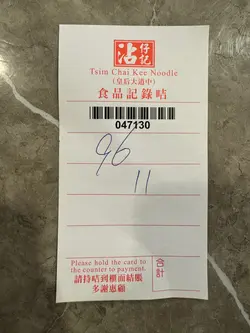 沾仔記
Tsim Chai Kee Noodle
(皇后大道中)
食品記錄咭
047130
96
11
Please hold the card to
the counter to payment.
請持咭到櫃面結賬
多謝惠顧
合計